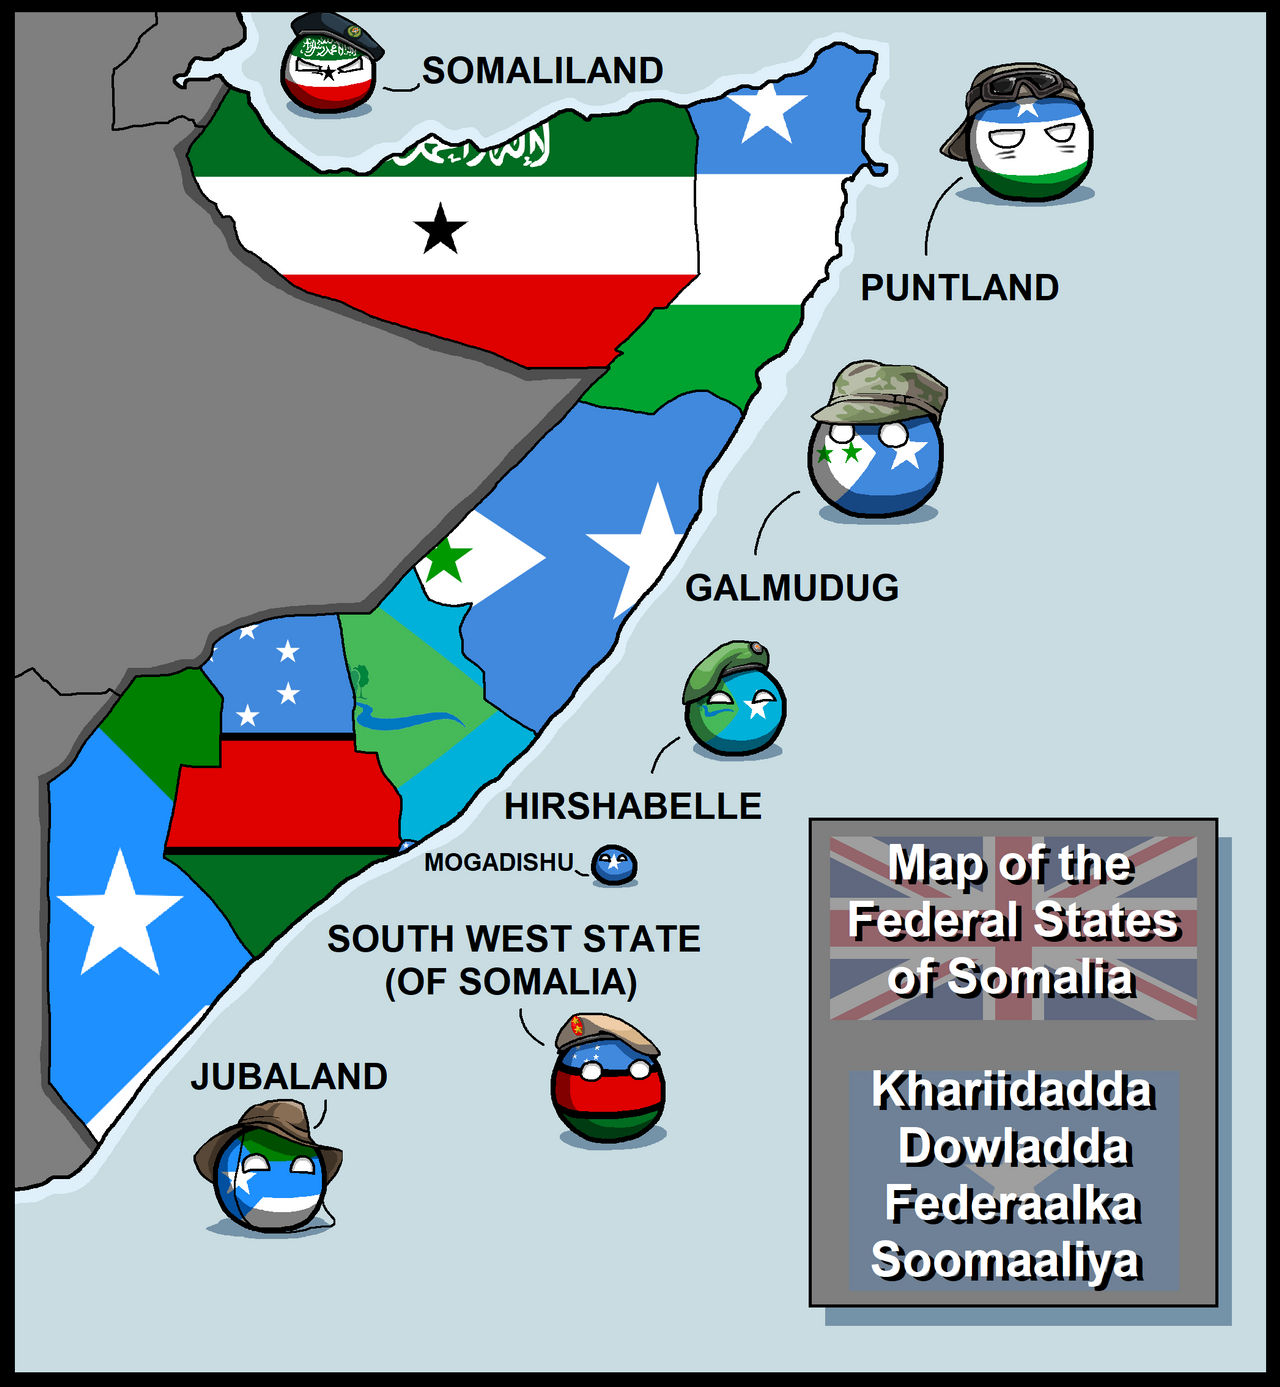 SOMALILAND
PUNTLAND
GALMUDUG
HIRSHABELLE
MOGADISHU
SOUTH WEST STATE
(OF SOMALIA)
JUBALAND
Map of the
Federal States
of Somalia
Khariidadda
Dowladda
Federaalka
Soomaaliya